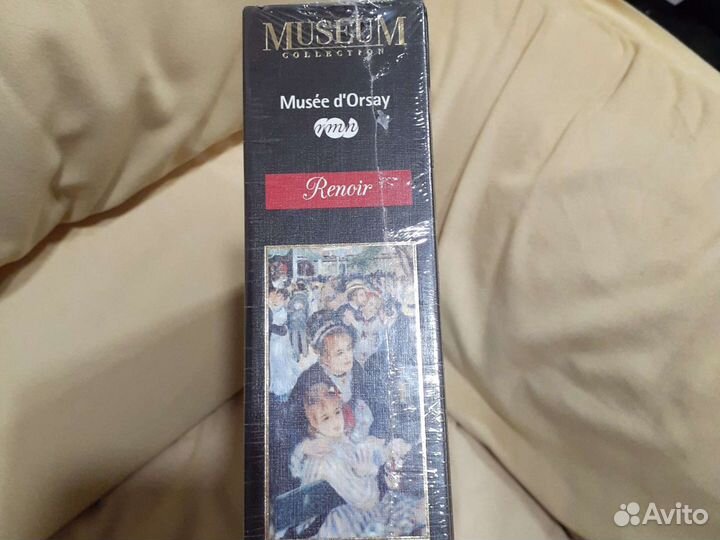 MUSEUM
COLLECTION
Musée d'Orsay
rmn
Renoir
Avito